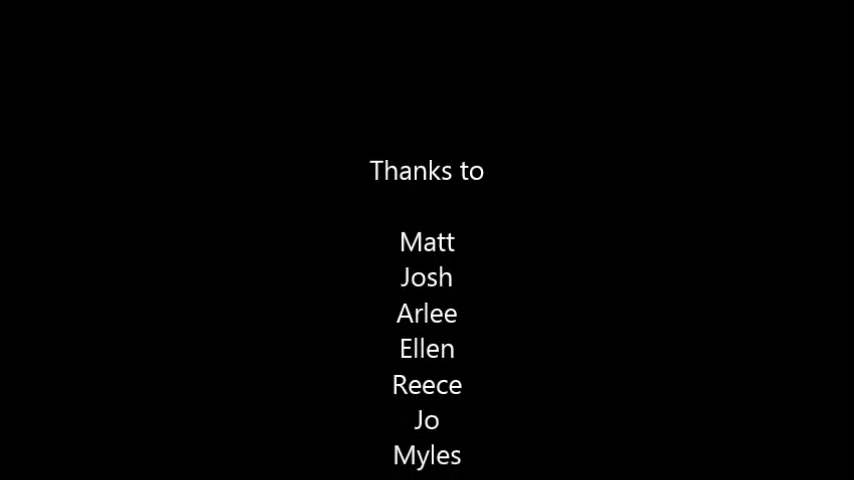 Thanks to
Matt
Josh
Arlee
Ellen
Reece
Jo
Myles